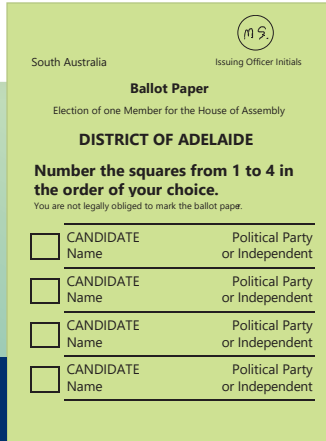 M S.
South Australia
Issuing Officer Initials
Ballot Paper
Election of one Member for the House of Assembly
DISTRICT OF ADELAIDE
Number the squares from 1 to 4 in
the order of your choice.
You are not legally obliged to mark the ballot paper.
CANDIDATE Political Party
Name or Independent
CANDIDATE Political Party
Name or Independent
CANDIDATE Political Party
Name or Independent
CANDIDATE Political Party
Name or Independent